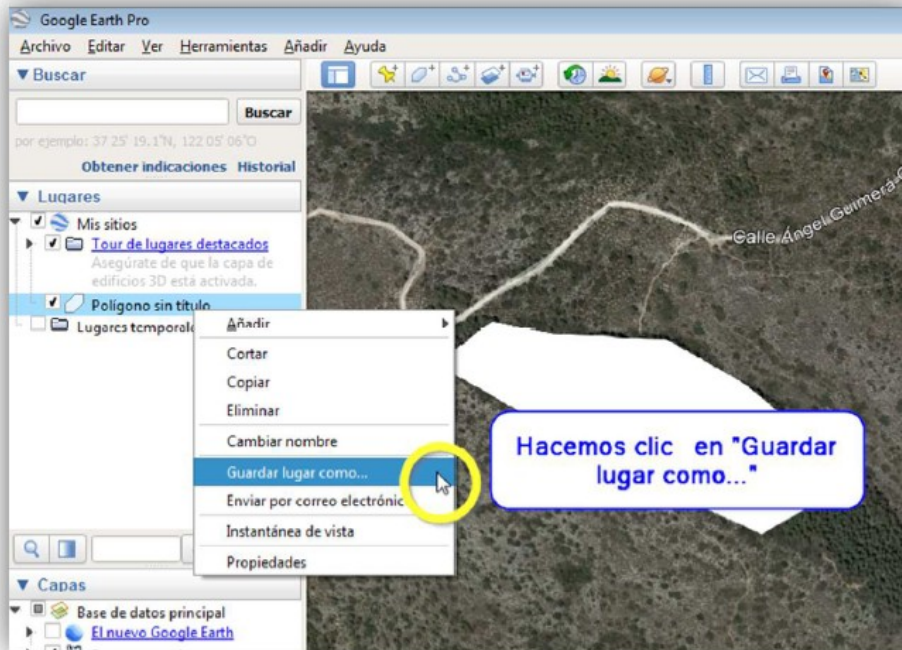 Google Earth Pro
Archivo Editar Ver Herramientas Añadir Ayuda
Buscar
Buscar
por ejemplo: 37 25' 19.1"N, 122 05' 06"O
Obtener indicaciones Historial
Lugares
Mis sitios
Tour de lugares destacados
Asegúrate de que la capa de
edificios 3D está activada.
Polígono sin título
Lugares temporal
Añadir
Cortar
Copiar
Eliminar
Cambiar nombre
Guardar lugar como...
Enviar por correo electrónic
Instantánea de vista
Propiedades
Capas
Base de datos principal
El nuevo Google Earth
Calle Àngel Guimerá
Hacemos clic en "Guardar
lugar como..."